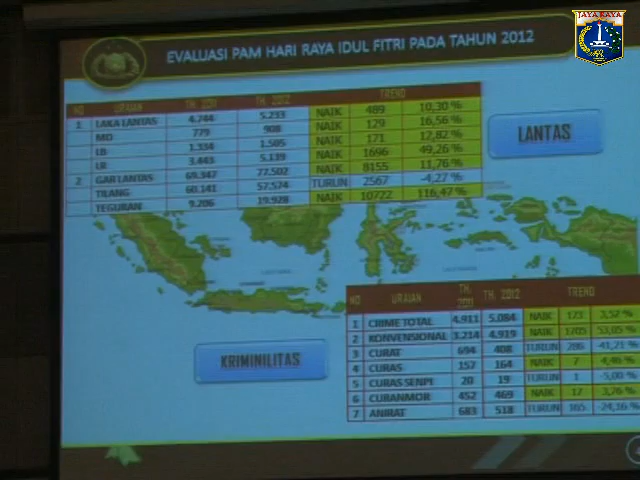 JAYA RAYA
EVALUASI PAM HARI RAYA IDUL FITRI PADA TAHUN 2012
NO URAIAN TH. 2011 TH. 2012 TREND
1 LAKA LANTAS 4.744 5.233 NAIK 489 10,30 %
MD 779 908 NAIK 129 16,56 %
LB 1.334 1.505 NAIK 171 12,82 %
LR 3.443 5.139 NAIK 1696 49,26 %
2 GAR LANTAS 69.347 77.502 NAIK 8155 11,76 %
TILANG 60.141 57.574 TURUN 2567 -4,27 %
TEGURAN 9.206 19.928 NAIK 10722 116,47 %
LANTAS
KRIMINILITAS
NO URAIAN TH. 2011 TH. 2012 TREND
1 CRIME TOTAL 4.911 5.084 NAIK 173 3,52 %
2 KONVENSIONAL 3.214 4.919 NAIK 1705 53,05 %
3 CURAT 694 408 TURUN 286 -41,21 %
4 CURAS 157 164 NAIK 7 4,46 %
5 CURAS SENPI 20 19 TURUN 1 -5,00 %
6 CURANMOR 452 469 NAIK 17 3,76 %
7 ANIRAT 683 518 TURUN 165 -24,16 %